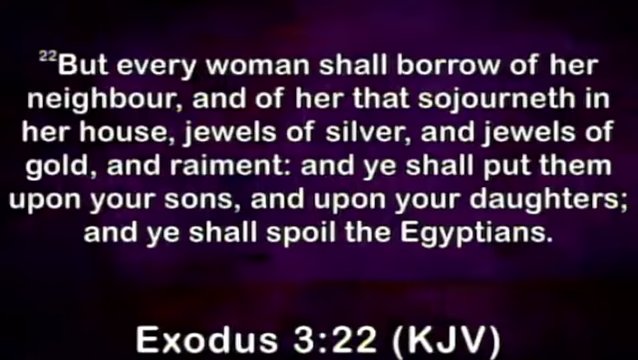 22But every woman shall borrow of her
neighbour, and of her that sojourneth in
her house, jewels of silver, and jewels of
gold, and raiment: and ye shall put them
upon your sons, and upon your daughters;
and ye shall spoil the Egyptians.
Exodus 3:22 (KJV)